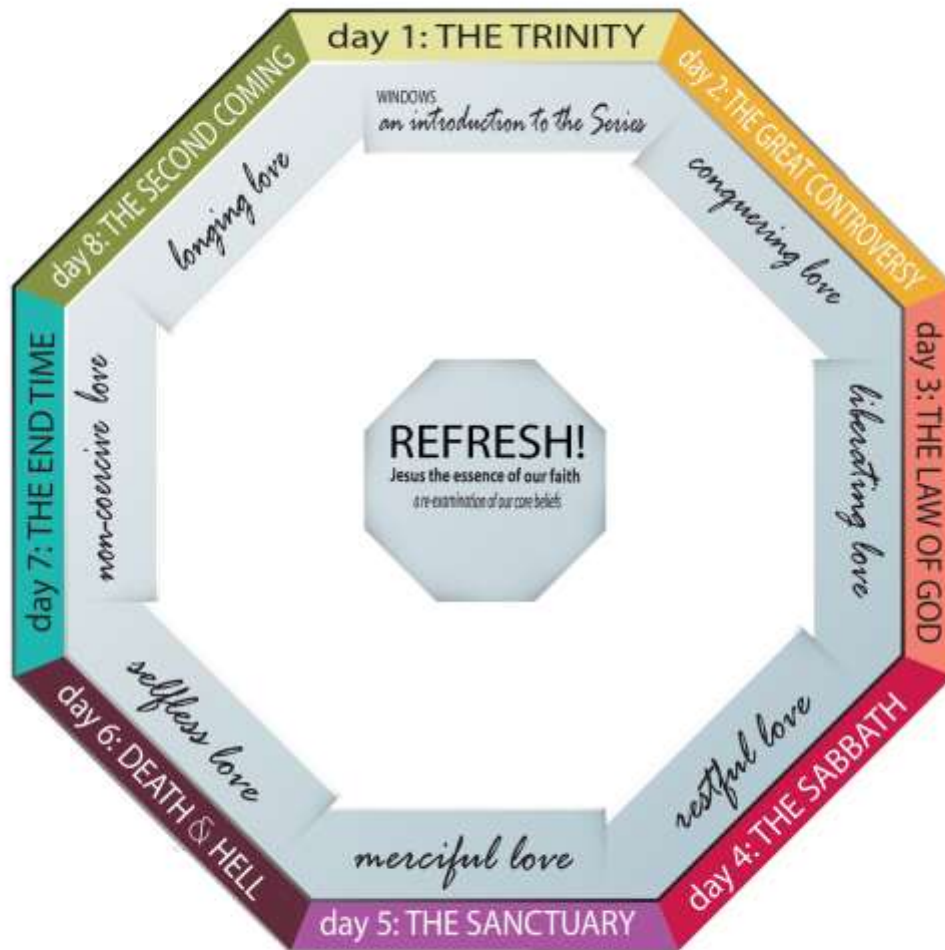 day 1: THE TRINITY
WINDOWS
an introduction to the Series
day 2: THE GREAT CONTROVERSY
conquering love
day 3: THE LAW OF GOD
liberating love
day 4: THE SABBATH
restful love
day 5: THE SANCTUARY
merciful love
day 6: DEATH & HELL
selfless love
day 7: THE END TIME
non-coercive love
day 8: THE SECOND COMING
longing love
REFRESH!
Jesus the essence of our faith
a re-examination of our core beliefs